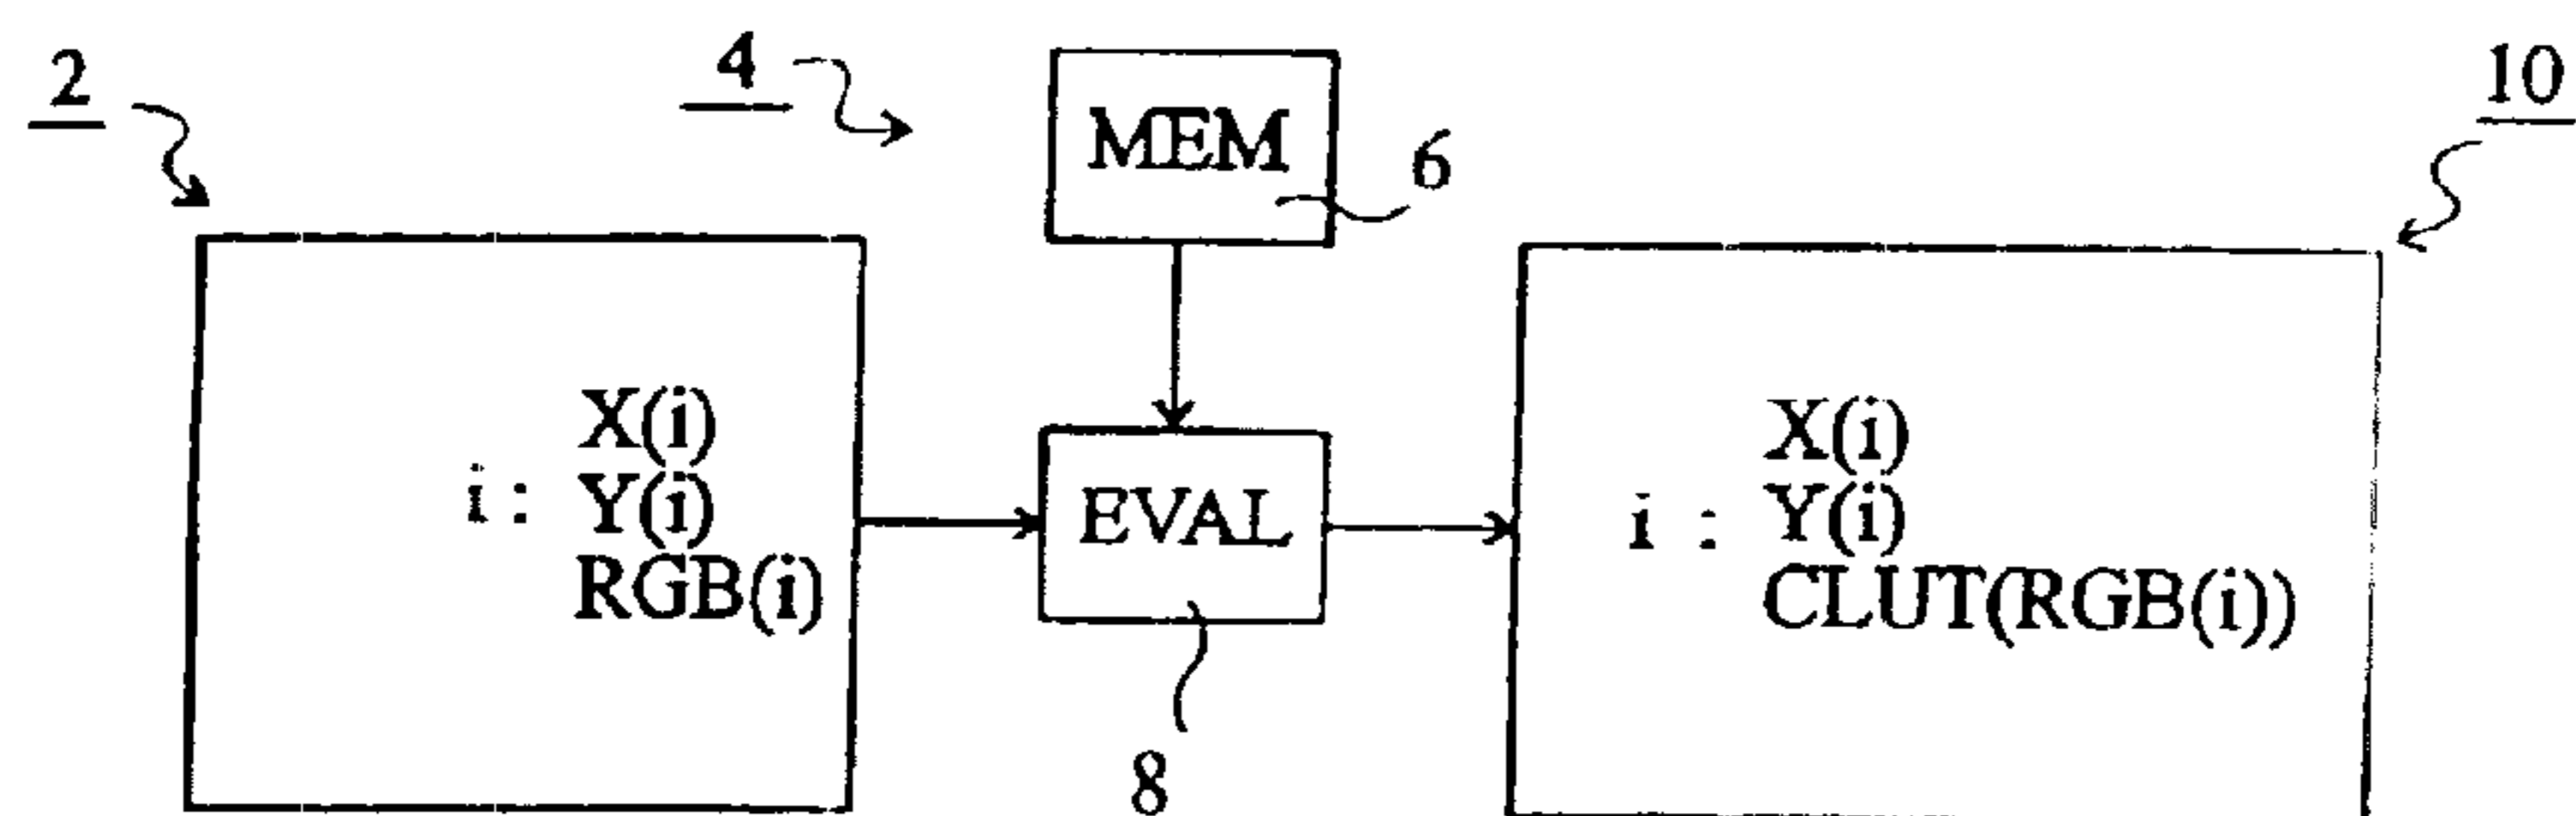 2
4
MEM
6
10
X(i)
i : Y(i)
RGB(i)
EVAL
8
X(i)
i : Y(i)
CLUT(RGB(i))